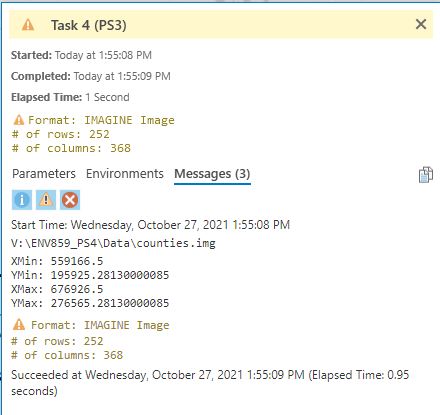 Task 4 (PS3)
Started: Today at 1:55:08 PM
Completed: Today at 1:55:09 PM
Elapsed Time: 1 Second
Format: IMAGINE Image
# of rows: 252
# of columns: 368
Parameters Environments Messages (3)
Start Time: Wednesday, October 27, 2021 1:55:08 PM
V:\ENV859_PS4\Data\counties.img
XMin: 559166.5
YMin: 195925.28130000085
XMax: 676926.5
YMax: 276565.28130000085
Format: IMAGINE Image
# of rows: 252
# of columns: 368
Succeeded at Wednesday, October 27, 2021 1:55:09 PM (Elapsed Time: 0.95
seconds)